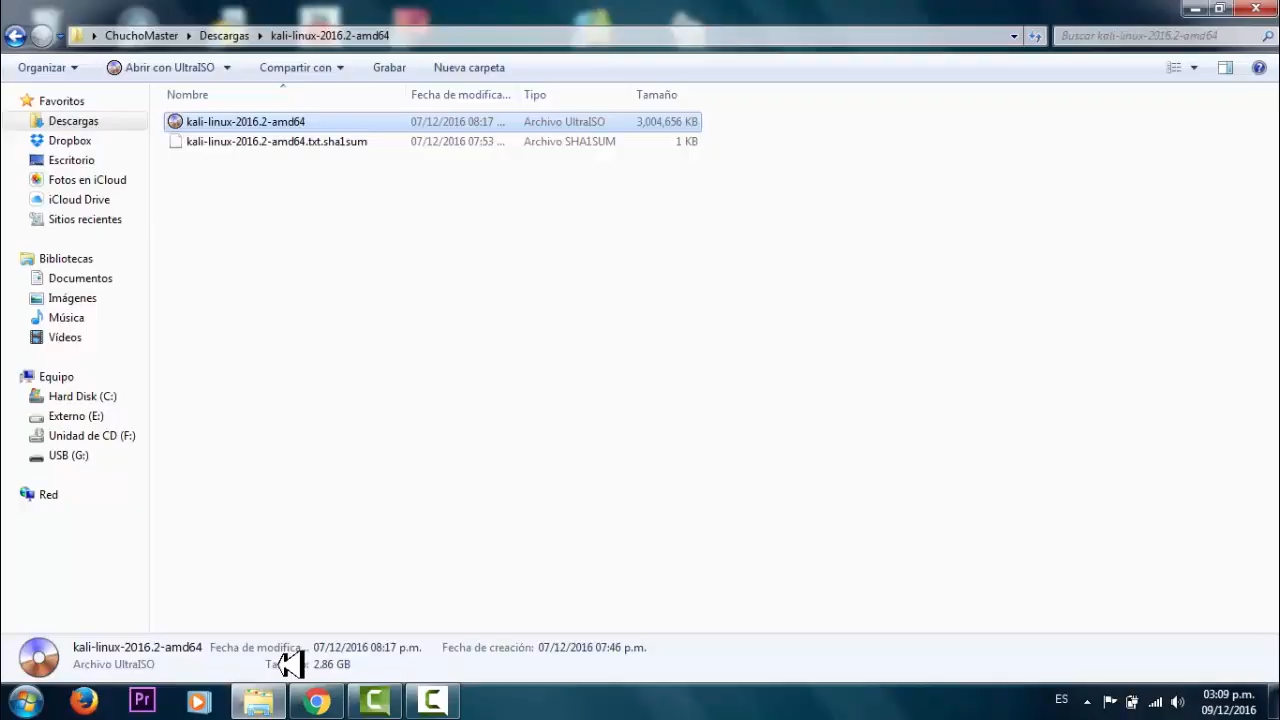 ChuchoMaster
Descargas
kali-linux-2016.2-amd64
Buscar kali-linux-2016.2-amd64
Organizar
Abrir con UltraISO
Compartir con
Grabar
Nueva carpeta
Nombre
Fecha de modifica...
Tipo
Tamaño
kali-linux-2016.2-amd64
07/12/2016 08:17 ...
Archivo UltraISO
3,004,656 KB
kali-linux-2016.2-amd64.txt.sha1sum
07/12/2016 07:53 ...
Archivo SHA1SUM
1 KB
Favoritos
Descargas
Dropbox
Escritorio
Fotos en iCloud
iCloud Drive
Sitios recientes
Bibliotecas
Documentos
Imágenes
Música
Vídeos
Equipo
Hard Disk (C:)
Externo (E:)
Unidad de CD (F:)
USB (G:)
Red
kali-linux-2016.2-amd64
Fecha de modifica...
07/12/2016 08:17 p.m.
Fecha de creación: 07/12/2016 07:46 p.m.
Archivo UltraISO
2.86 GB
Pr
ES
03:09 p.m.
09/12/2016